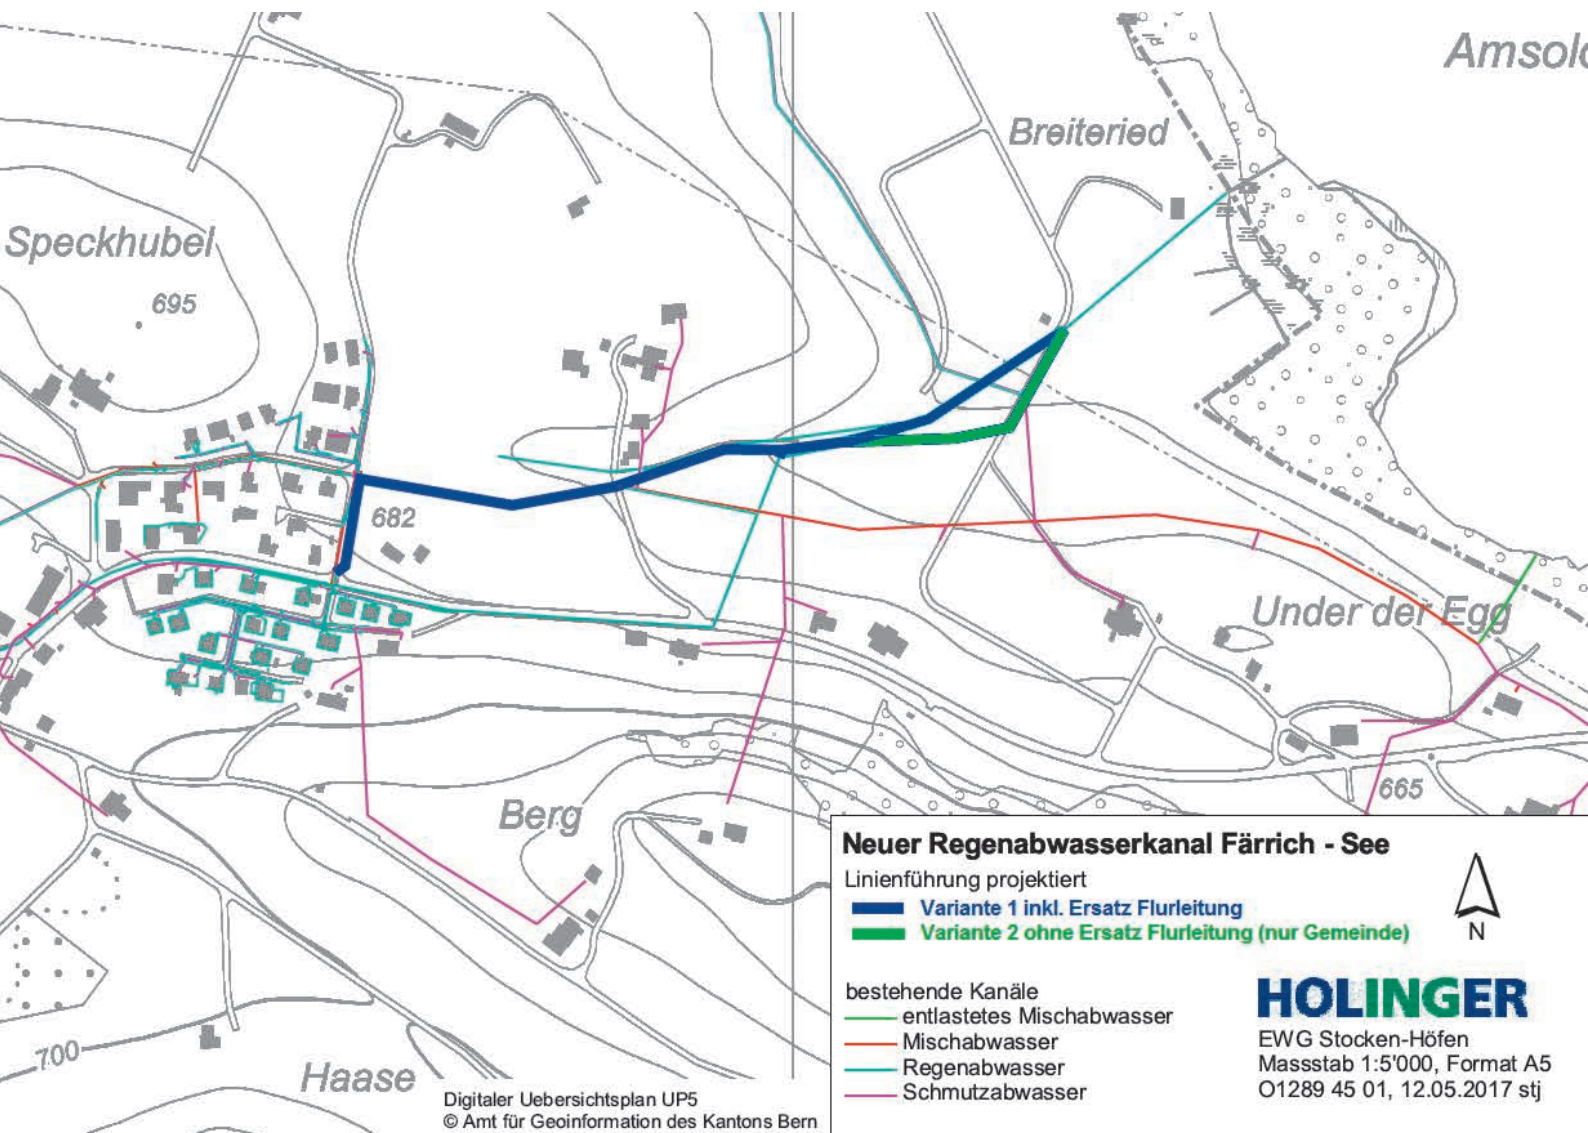 Amsold
Breiteried
Speckhubel
695
682
Under der Egg
665
Berg
700
Haase
Neuer Regenabwasserkanal Färrich - See
Linienführung projektiert
Variante 1 inkl. Ersatz Flurleitung
Variante 2 ohne Ersatz Flurleitung (nur Gemeinde)
N
bestehende Kanäle
entlastetes Mischabwasser
Mischabwasser
Regenabwasser
Schmutzabwasser
HOLINGER
EWG Stocken-Höfen
Massstab 1:5'000, Format A5
O1289 45 01, 12.05.2017 stj
Digitaler Uebersichtsplan UP5
© Amt für Geoinformation des Kantons Bern